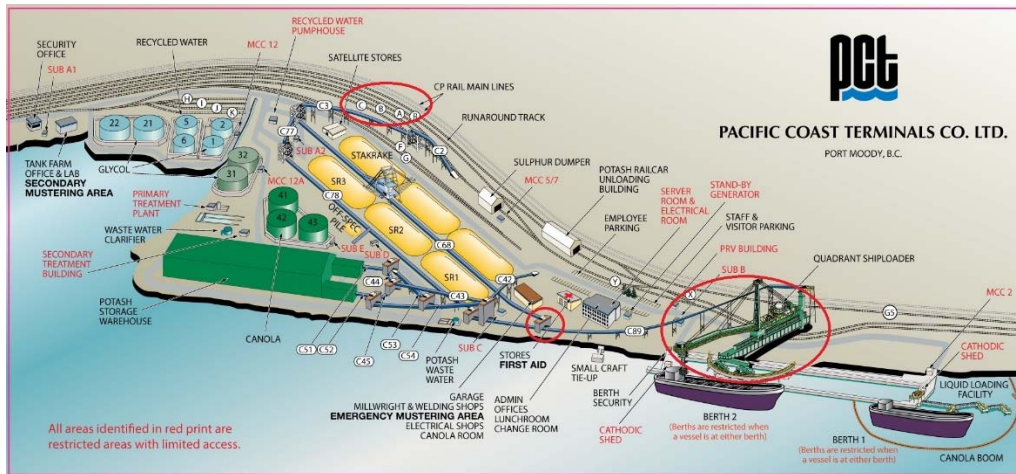 pct
PACIFIC COAST TERMINALS CO. LTD.
PORT MOODY, B.C.
SECURITY
OFFICE
SUB A1
RECYCLED WATER
MCC 12
RECYCLED WATER
PUMPHOUSE
SATELLITE STORES
CP RAIL MAIN LINES
C3
C
B
A
R
RUNAROUND TRACK
H
I
J
K
F
G
C2
22
21
5
2
6
1
C77
SUB A2
STAKRAKE
TANK FARM
OFFICE & LAB
SECONDARY
MUSTERING AREA
GLYCOL
32
31
MCC 12A
SR3
C78
OFF-SPEC
PILE
SULPHUR DUMPER
MCC 5/7
POTASH RAILCAR
UNLOADING
BUILDING
SERVER
ROOM &
ELECTRICAL
ROOM
STAND-BY
GENERATOR
EMPLOYEE
PARKING
STAFF &
VISITOR PARKING
PRV BUILDING
SUB B
QUADRANT SHIPLOADER
PRIMARY
TREATMENT
PLANT
41
42
43
WASTE WATER
CLARIFIER
SR2
C68
SUB E
SUB D
SECONDARY
TREATMENT
BUILDING
SR1
C42
C44
C43
Y
X
G5
MCC 2
POTASH
STORAGE
WAREHOUSE
CANOLA
C51
C52
C45
C53
C54
POTASH
WASTE
WATER
SUB C
C89
STORES
FIRST AID
SMALL CRAFT
TIE-UP
CATHODIC
SHED
LIQUID LOADING
FACILITY
GARAGE
MILLWRIGHT & WELDING SHOPS
EMERGENCY MUSTERING AREA
ELECTRICAL SHOPS
CANOLA ROOM
ADMIN
OFFICES
LUNCHROOM
CHANGE ROOM
BERTH
SECURITY
CATHODIC
SHED
BERTH 2
(Berths are restricted when
a vessel is at either berth)
BERTH 1
(Berths are restricted when
a vessel is at either berth)
CANOLA BOOM
All areas identified in red print are
restricted areas with limited access.